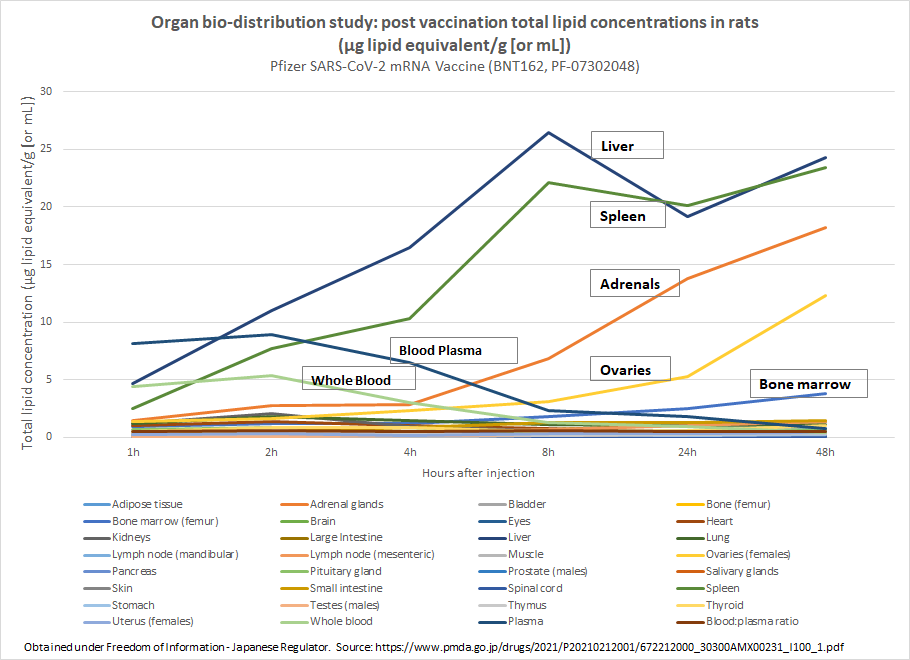 Organ bio-distribution study: post vaccination total lipid concentrations in rats
(µg lipid equivalent/g [or mL])
Pfizer SARS-CoV-2 mRNA Vaccine (BNT162, PF-07302048)
Total lipid concentration (µg lipid equivalent/g [or mL])
30
25
20
15
10
5
0
Liver
Spleen
Adrenals
Blood Plasma
Ovaries
Whole Blood
Bone marrow
1h 2h 4h 8h 24h 48h
Hours after injection
Adipose tissue Adrenal glands Bladder Bone (femur)
Bone marrow (femur) Brain Eyes Heart
Kidneys Large Intestine Liver Lung
Lymph node (mandibular) Lymph node (mesenteric) Muscle Ovaries (females)
Pancreas Pituitary gland Prostate (males) Salivary glands
Skin Small intestine Spinal cord Spleen
Stomach Testes (males) Thymus Thyroid
Uterus (females) Whole blood Plasma Blood:plasma ratio
Obtained under Freedom of Information - Japanese Regulator. Source: https://www.pmda.go.jp/drugs/2021/P20210212001/672212000_30300AMX00231_I100_1.pdf